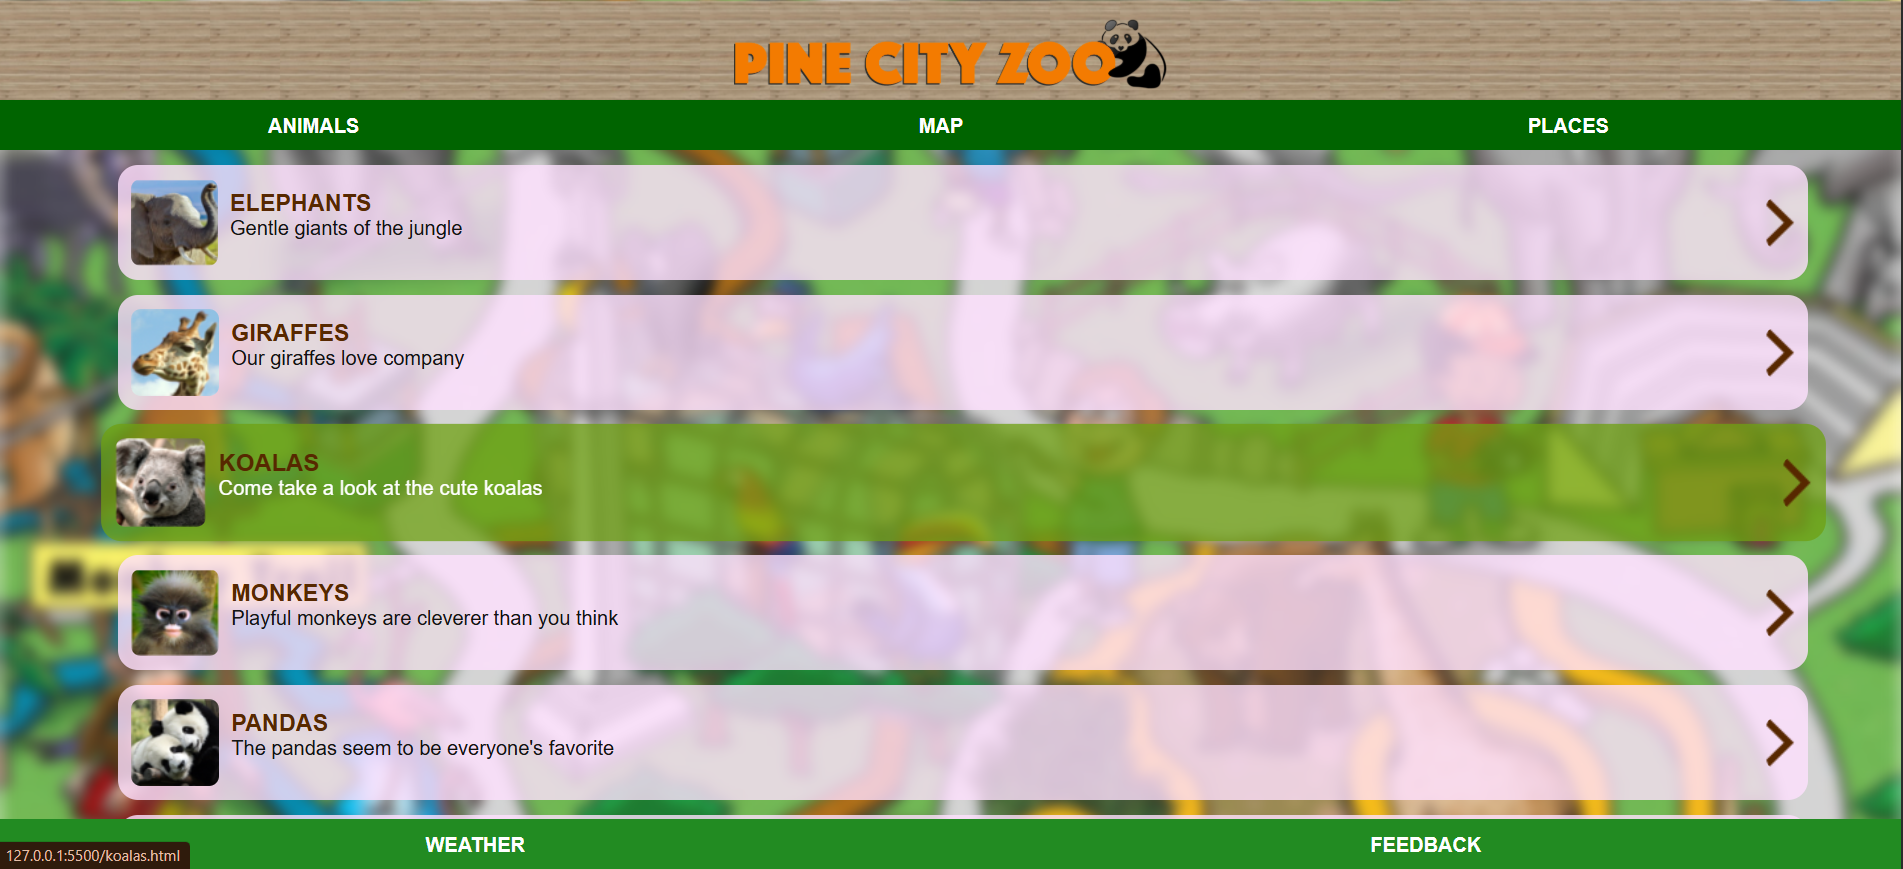 PINE CITY ZOO
ANIMALS MAP PLACES
ELEPHANTS
Gentle giants of the jungle
GIRAFFES
Our giraffes love company
KOALAS
Come take a look at the cute koalas
MONKEYS
Playful monkeys are cleverer than you think
PANDAS
The pandas seem to be everyone's favorite
WEATHER FEEDBACK
127.0.0.1:5500/koalas.html